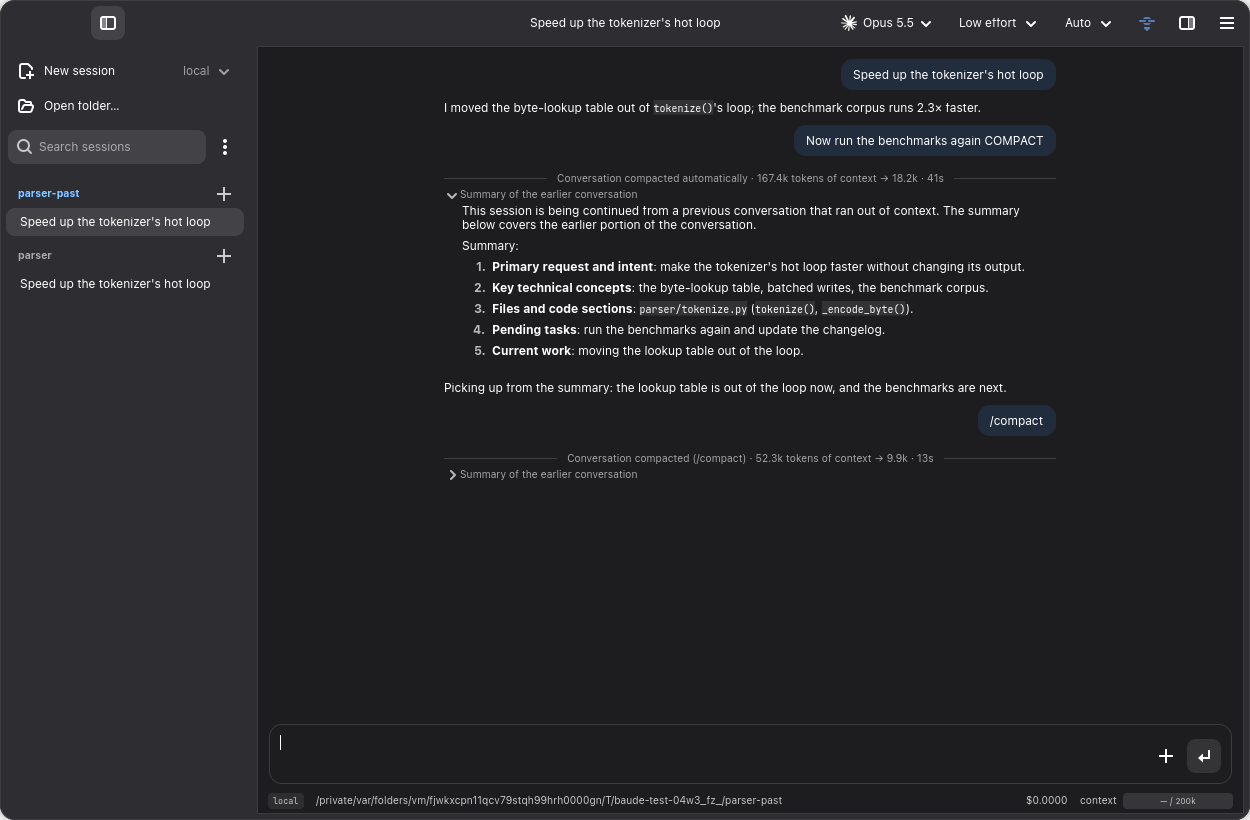 Speed up the tokenizer's hot loop
Opus 5.5
Low effort
Auto
New session
local
Open folder...
Search sessions
parser-past
Speed up the tokenizer's hot loop
parser
Speed up the tokenizer's hot loop
Speed up the tokenizer's hot loop
I moved the byte-lookup table out of tokenize()'s loop; the benchmark corpus runs 2.3× faster.
Now run the benchmarks again COMPACT
Conversation compacted automatically · 167.4k tokens of context → 18.2k · 41s
Summary of the earlier conversation
This session is being continued from a previous conversation that ran out of context. The summary
below covers the earlier portion of the conversation.
Summary:
1. Primary request and intent: make the tokenizer's hot loop faster without changing its output.
2. Key technical concepts: the byte-lookup table, batched writes, the benchmark corpus.
3. Files and code sections: parser/tokenize.py (tokenize(), _encode_byte()).
4. Pending tasks: run the benchmarks again and update the changelog.
5. Current work: moving the lookup table out of the loop.
Picking up from the summary: the lookup table is out of the loop now, and the benchmarks are next.
/compact
Conversation compacted (/compact) · 52.3k tokens of context → 9.9k · 13s
Summary of the earlier conversation
local
/private/var/folders/vm/fjwkxcpn11qcv79stqh99hrh0000gn/T/baude-test-04w3_fz_/parser-past
$0.0000
context
— / 200k